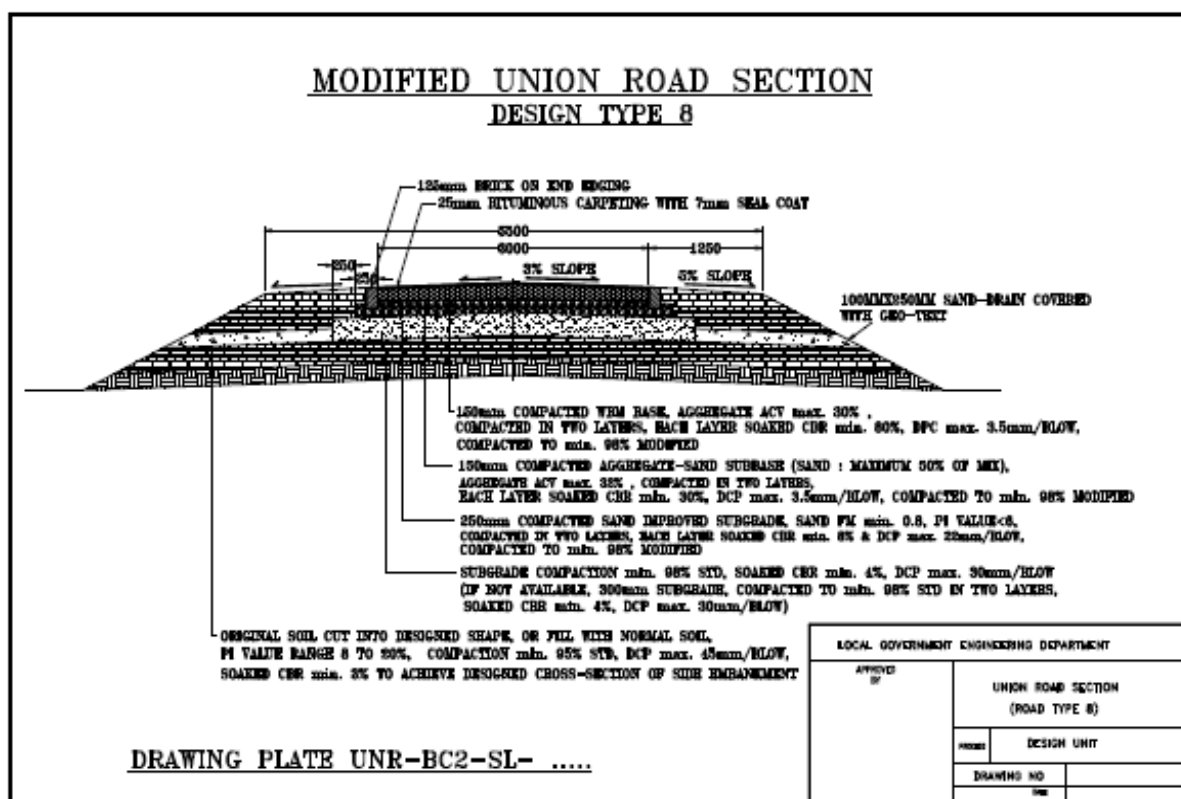 MODIFIED UNION ROAD SECTION
DESIGN TYPE 8
125mm BRICK ON END EDGING
25mm BITUMINOUS CARPETING WITH 7mm SEAL COAT
5500
3000
1250
250
250
3% SLOPE
5% SLOPE
100MMX250MM SAND-DRAIN COVERED
WITH GEO-TEXT
150mm COMPACTED WBM BASE, AGGREGATE ACV max. 30% ,
COMPACTED IN TWO LAYERS, EACH LAYER SOAKED CBR min. 80%, DPC max. 3.5mm/BLOW,
COMPACTED TO min. 98% MODIFIED
150mm COMPACTED AGGREGATE-SAND SUBBASE (SAND : MAXIMUM 50% OF MIX),
AGGREGATE ACV max. 32% , COMPACTED IN TWO LAYERS,
EACH LAYER SOAKED CBR min. 30%, DCP max. 3.5mm/BLOW, COMPACTED TO min. 98% MODIFIED
250mm COMPACTED SAND IMPROVED SUBGRADE, SAND FM min. 0.8, PI VALUE<6,
COMPACTED IN TWO LAYERS, EACH LAYER SOAKED CBR min. 8% & DCP max. 22mm/BLOW,
COMPACTED TO min. 98% MODIFIED
SUBGRADE COMPACTION min. 98% STD, SOAKED CBR min. 4%, DCP max. 30mm/BLOW
(IF NOT AVAILABLE, 300mm SUBGRADE, COMPACTED TO min. 98% STD IN TWO LAYERS,
SOAKED CBR min. 4%, DCP max. 30mm/BLOW)
ORIGINAL SOIL CUT INTO DESIGNED SHAPE, OR FILL WITH NORMAL SOIL,
PI VALUE RANGE 8 TO 20%, COMPACTION min. 95% STD, DCP max. 45mm/BLOW,
SOAKED CBR min. 3% TO ACHIEVE DESIGNED CROSS-SECTION OF SIDE EMBANKMENT
DRAWING PLATE UNR-BC2-SL- .....
LOCAL GOVERNMENT ENGINEERING DEPARTMENT
APPROVED
BY
UNION ROAD SECTION
(ROAD TYPE 8)
DESIGN UNIT
DRAWING NO